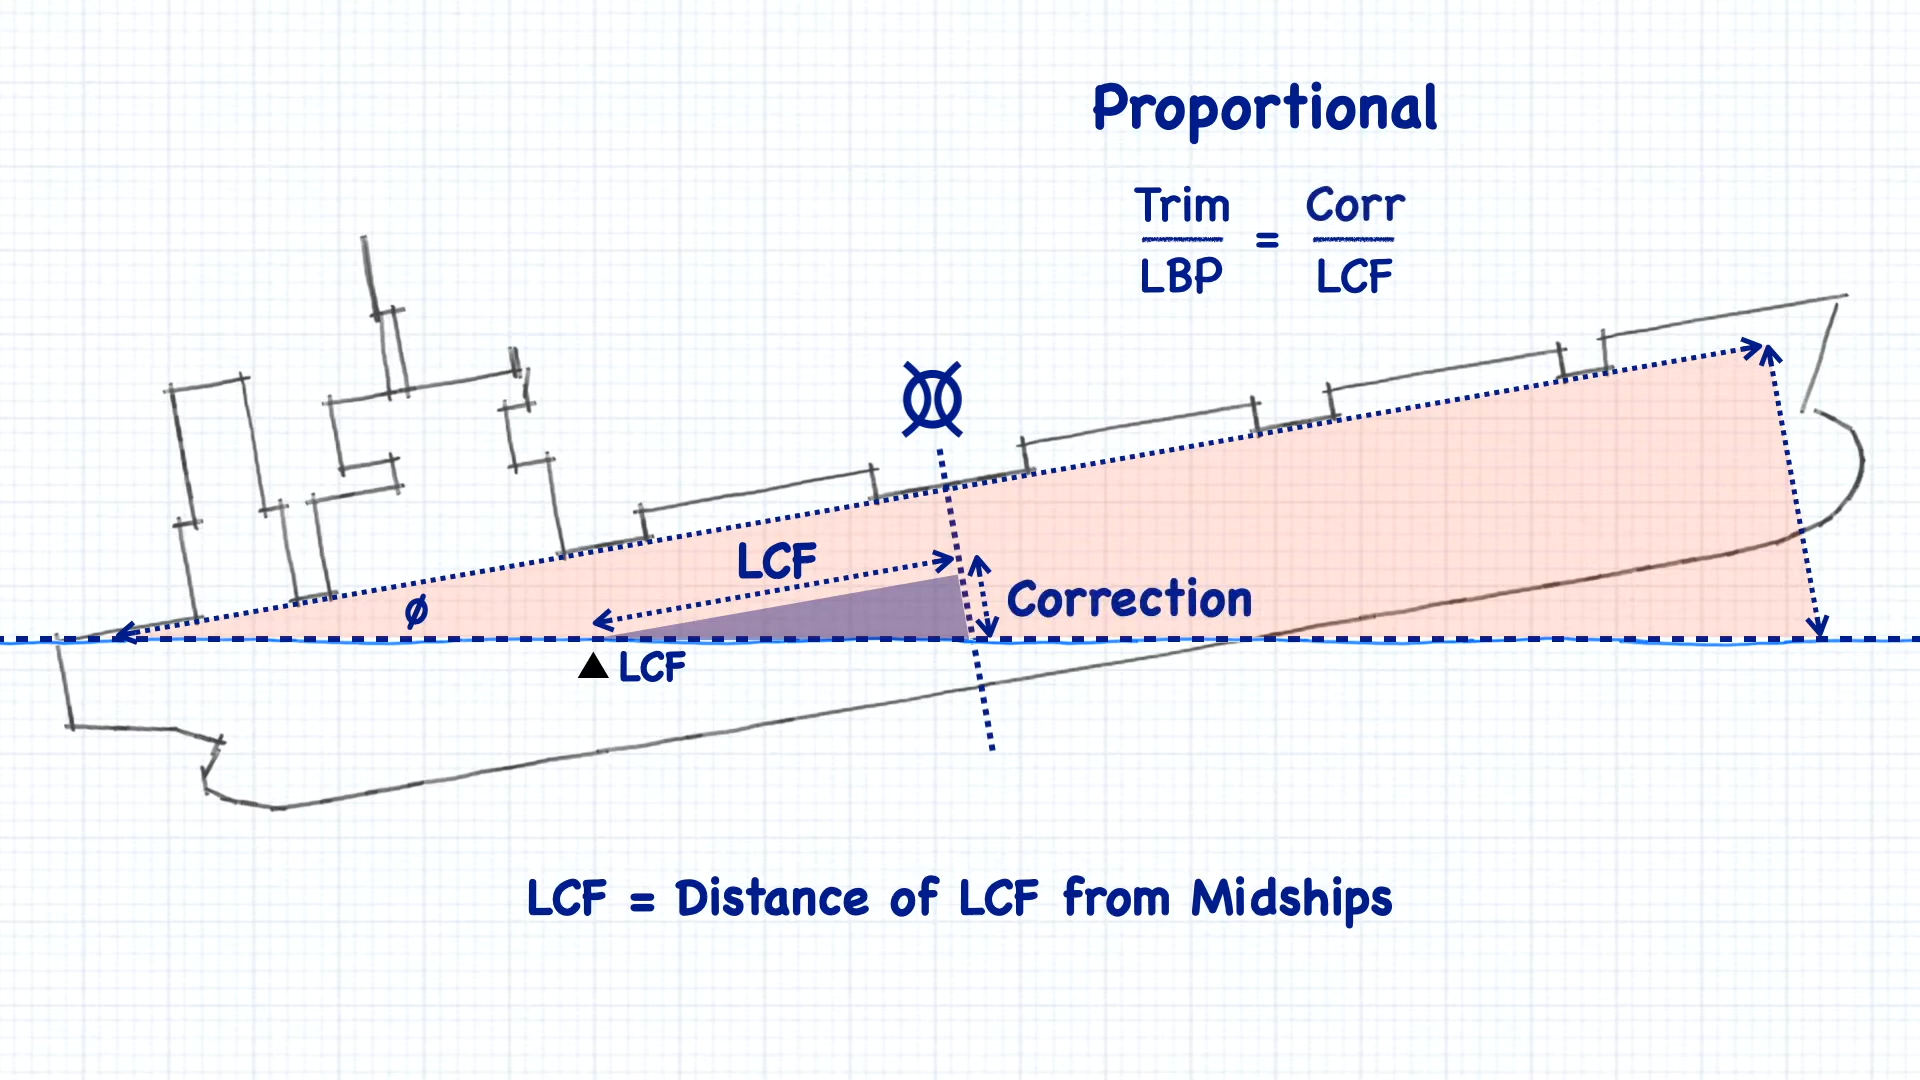 Proportional
Trim = Corr
LBP LCF
LCF
Correction
ø
LCF
LCF = Distance of LCF from Midships